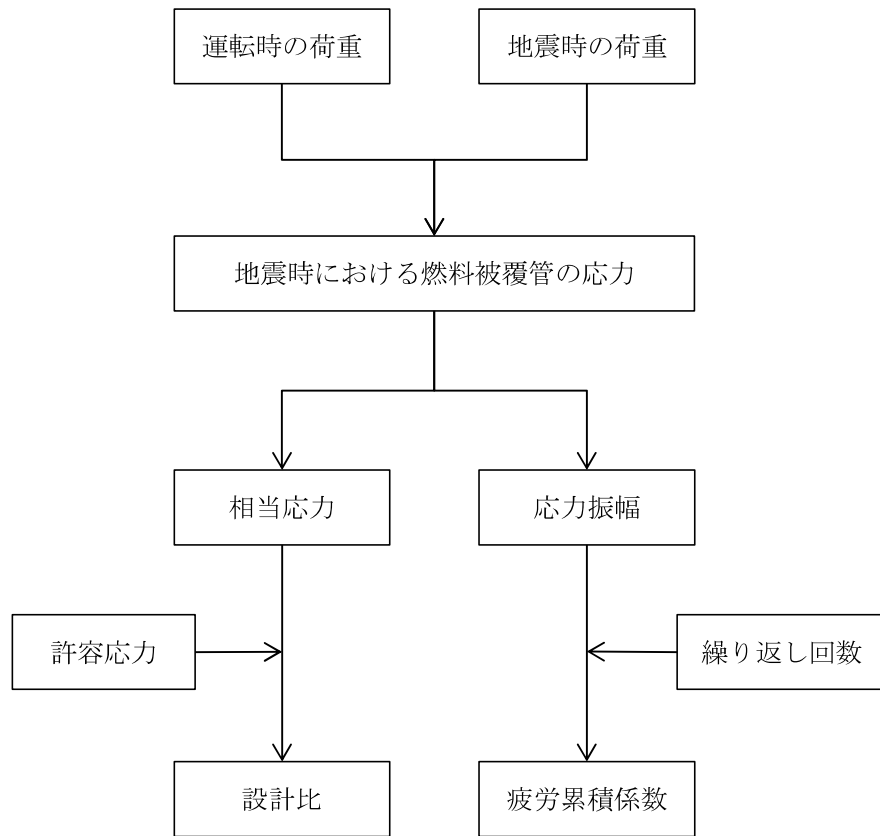 運転時の荷重
地震時の荷重
地震時における燃料被覆管の応力
相当応力
応力振幅
許容応力
繰り返し回数
設計比
疲労累積係数